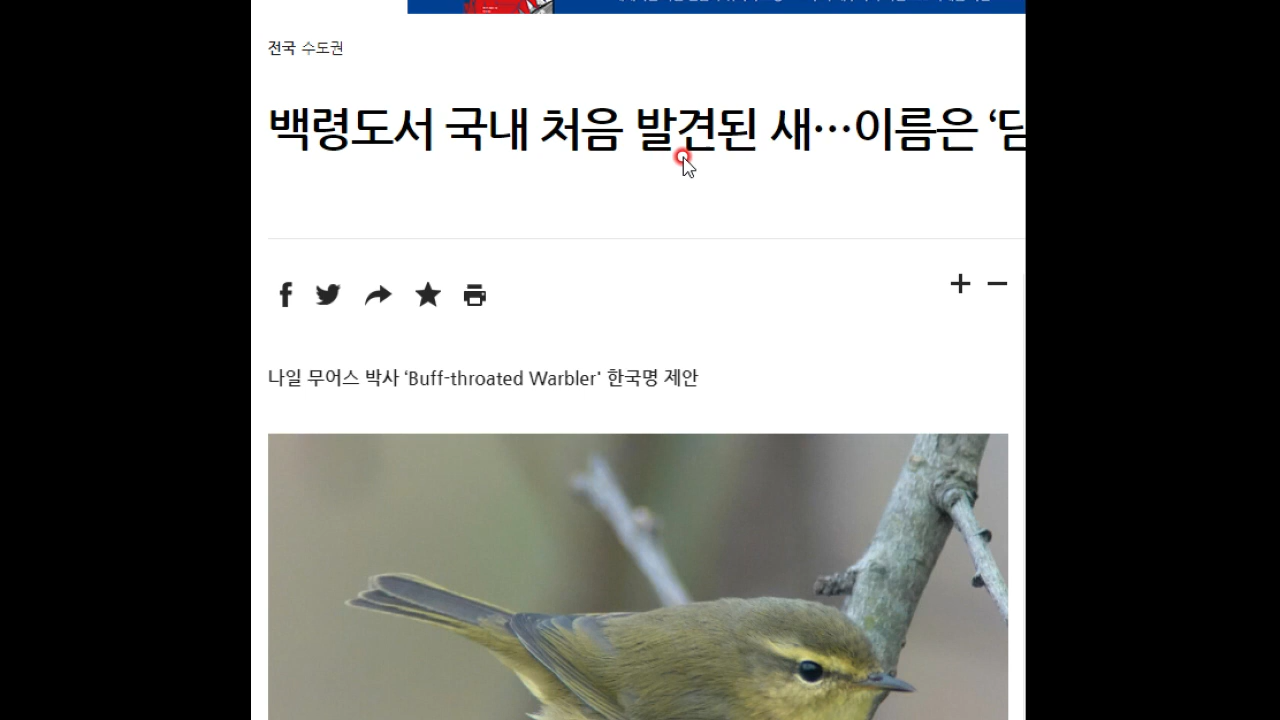 전국 수도권
백령도서 국내 처음 발견된 새…이름은 ‘담
나일 무어스 박사 ‘Buff-throated Warbler' 한국명 제안